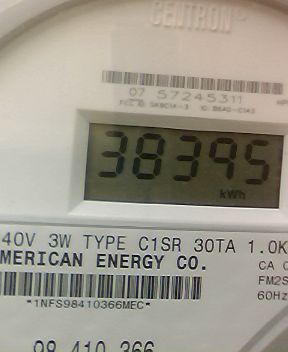 CENTRON
07 57245311
38395
kWh
40V 3W TYPE C1SR 30TA 1.0K
MERICAN ENERGY CO.
CA
FM2S
60Hz
*1NFS98410366MEC*
98 410 366